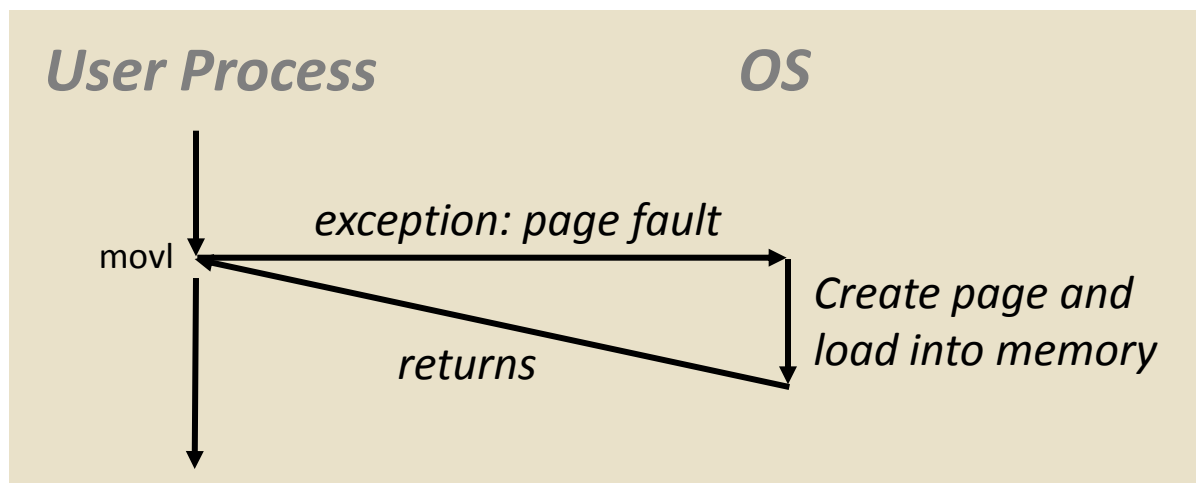 User Process
OS
exception: page fault
movl
Create page and
load into memory
returns